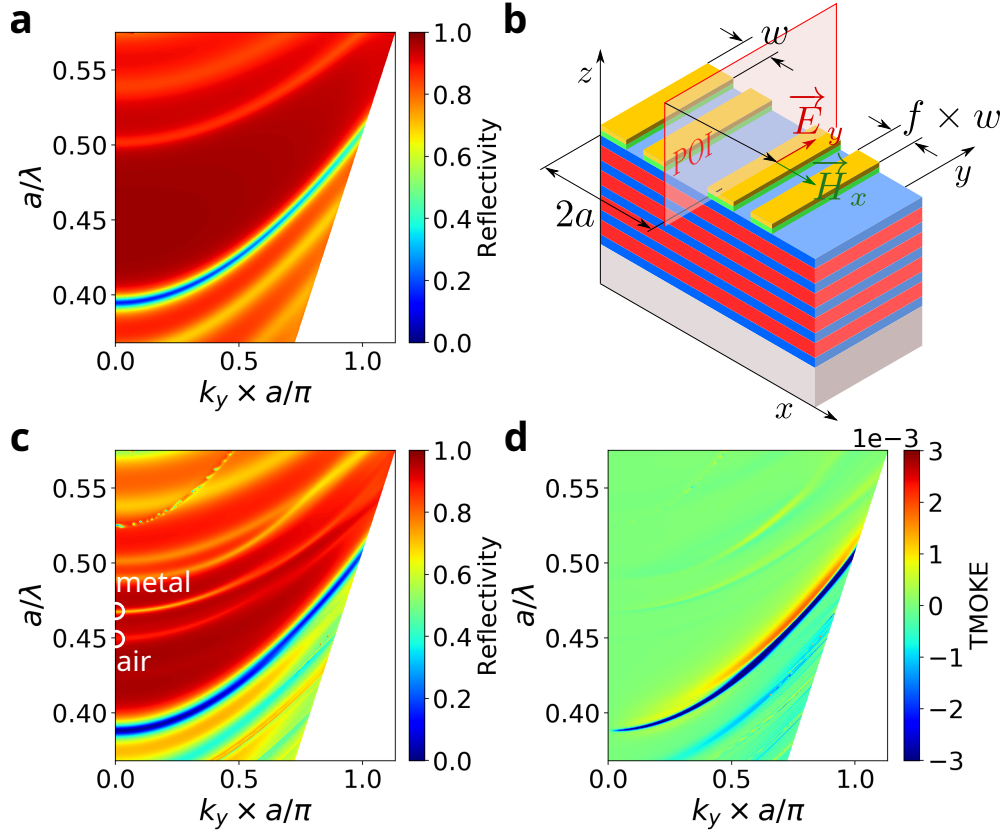 a
0.55
0.50
0.45
0.40
a/λ
0.0
0.5
1.0
k_y × a/π
1.0
0.8
0.6
0.4
0.2
0.0
Reflectivity
b
z
w
E⃗ y
f × w
POI
H⃗ x
y
2a
x
c
0.55
0.50
0.45
0.40
a/λ
metal
air
0.0
0.5
1.0
k_y × a/π
1.0
0.8
0.6
0.4
0.2
0.0
Reflectivity
d
1e−3
0.55
0.50
0.45
0.40
a/λ
0.0
0.5
1.0
k_y × a/π
3
2
1
0
−1
−2
−3
TMOKE